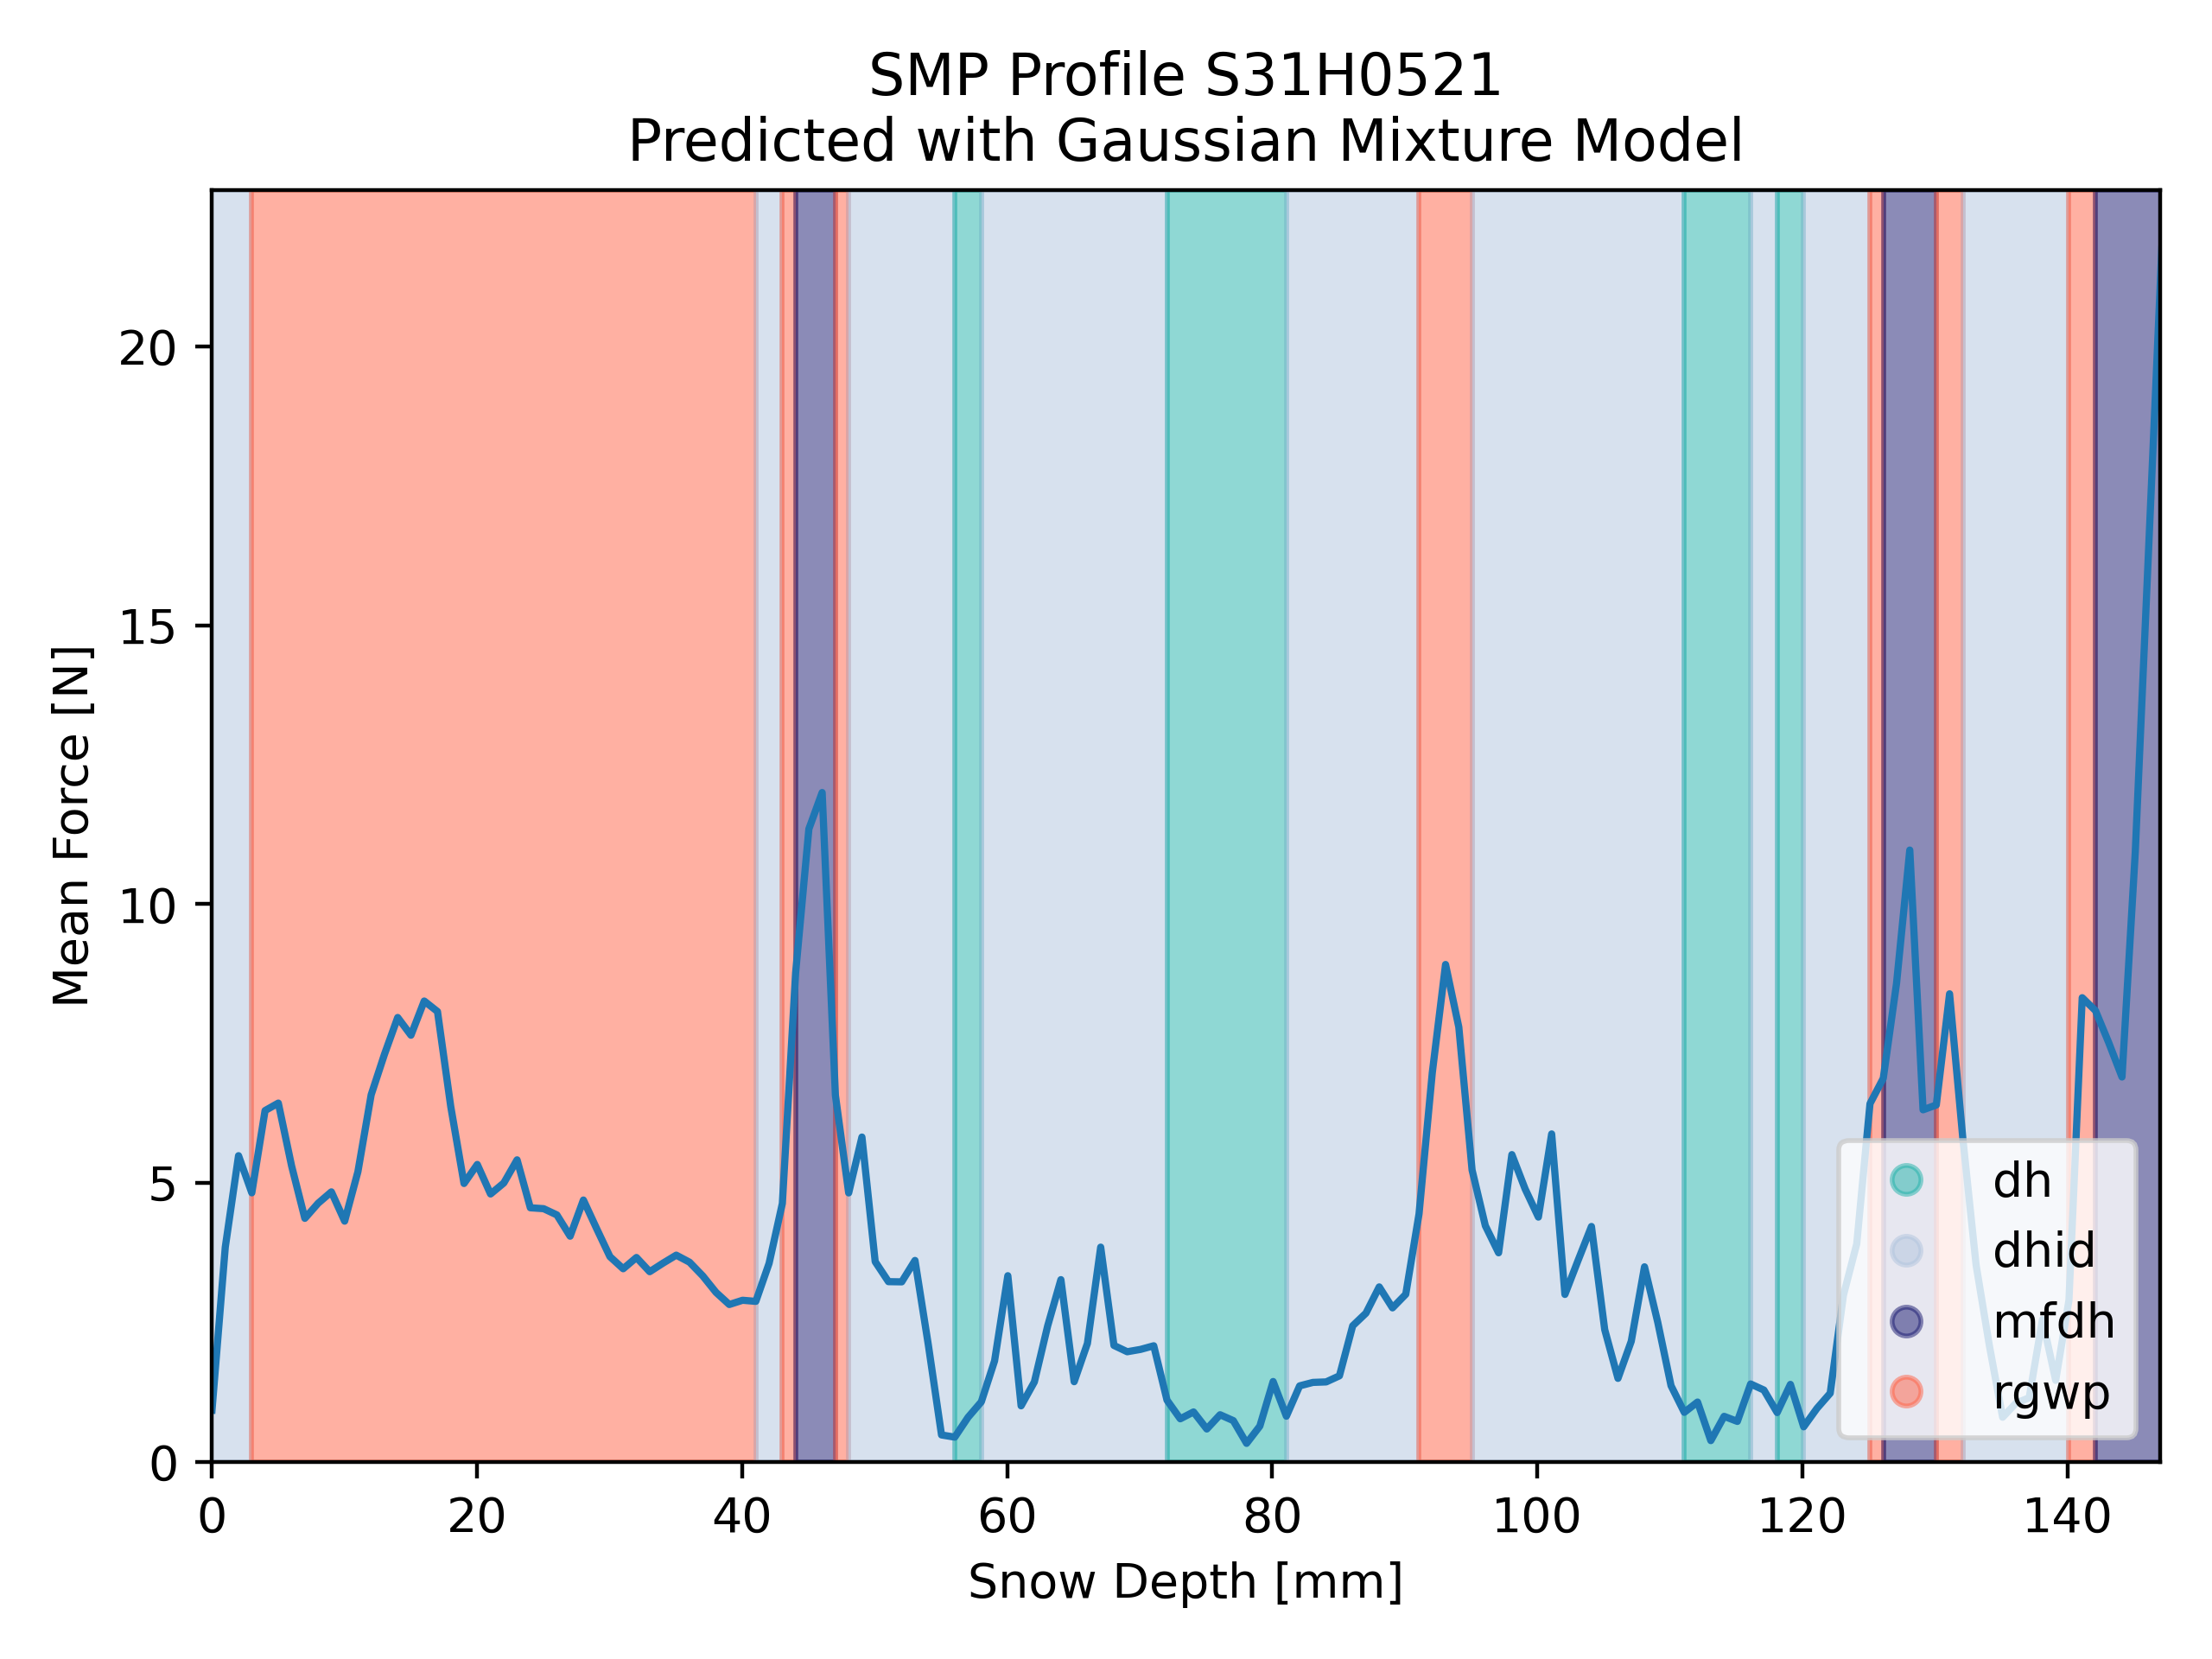 SMP Profile S31H0521
Predicted with Gaussian Mixture Model
Mean Force [N]
20
15
10
5
0
dh
dhid
mfdh
rgwp
0 20 40 60 80 100 120 140
Snow Depth [mm]